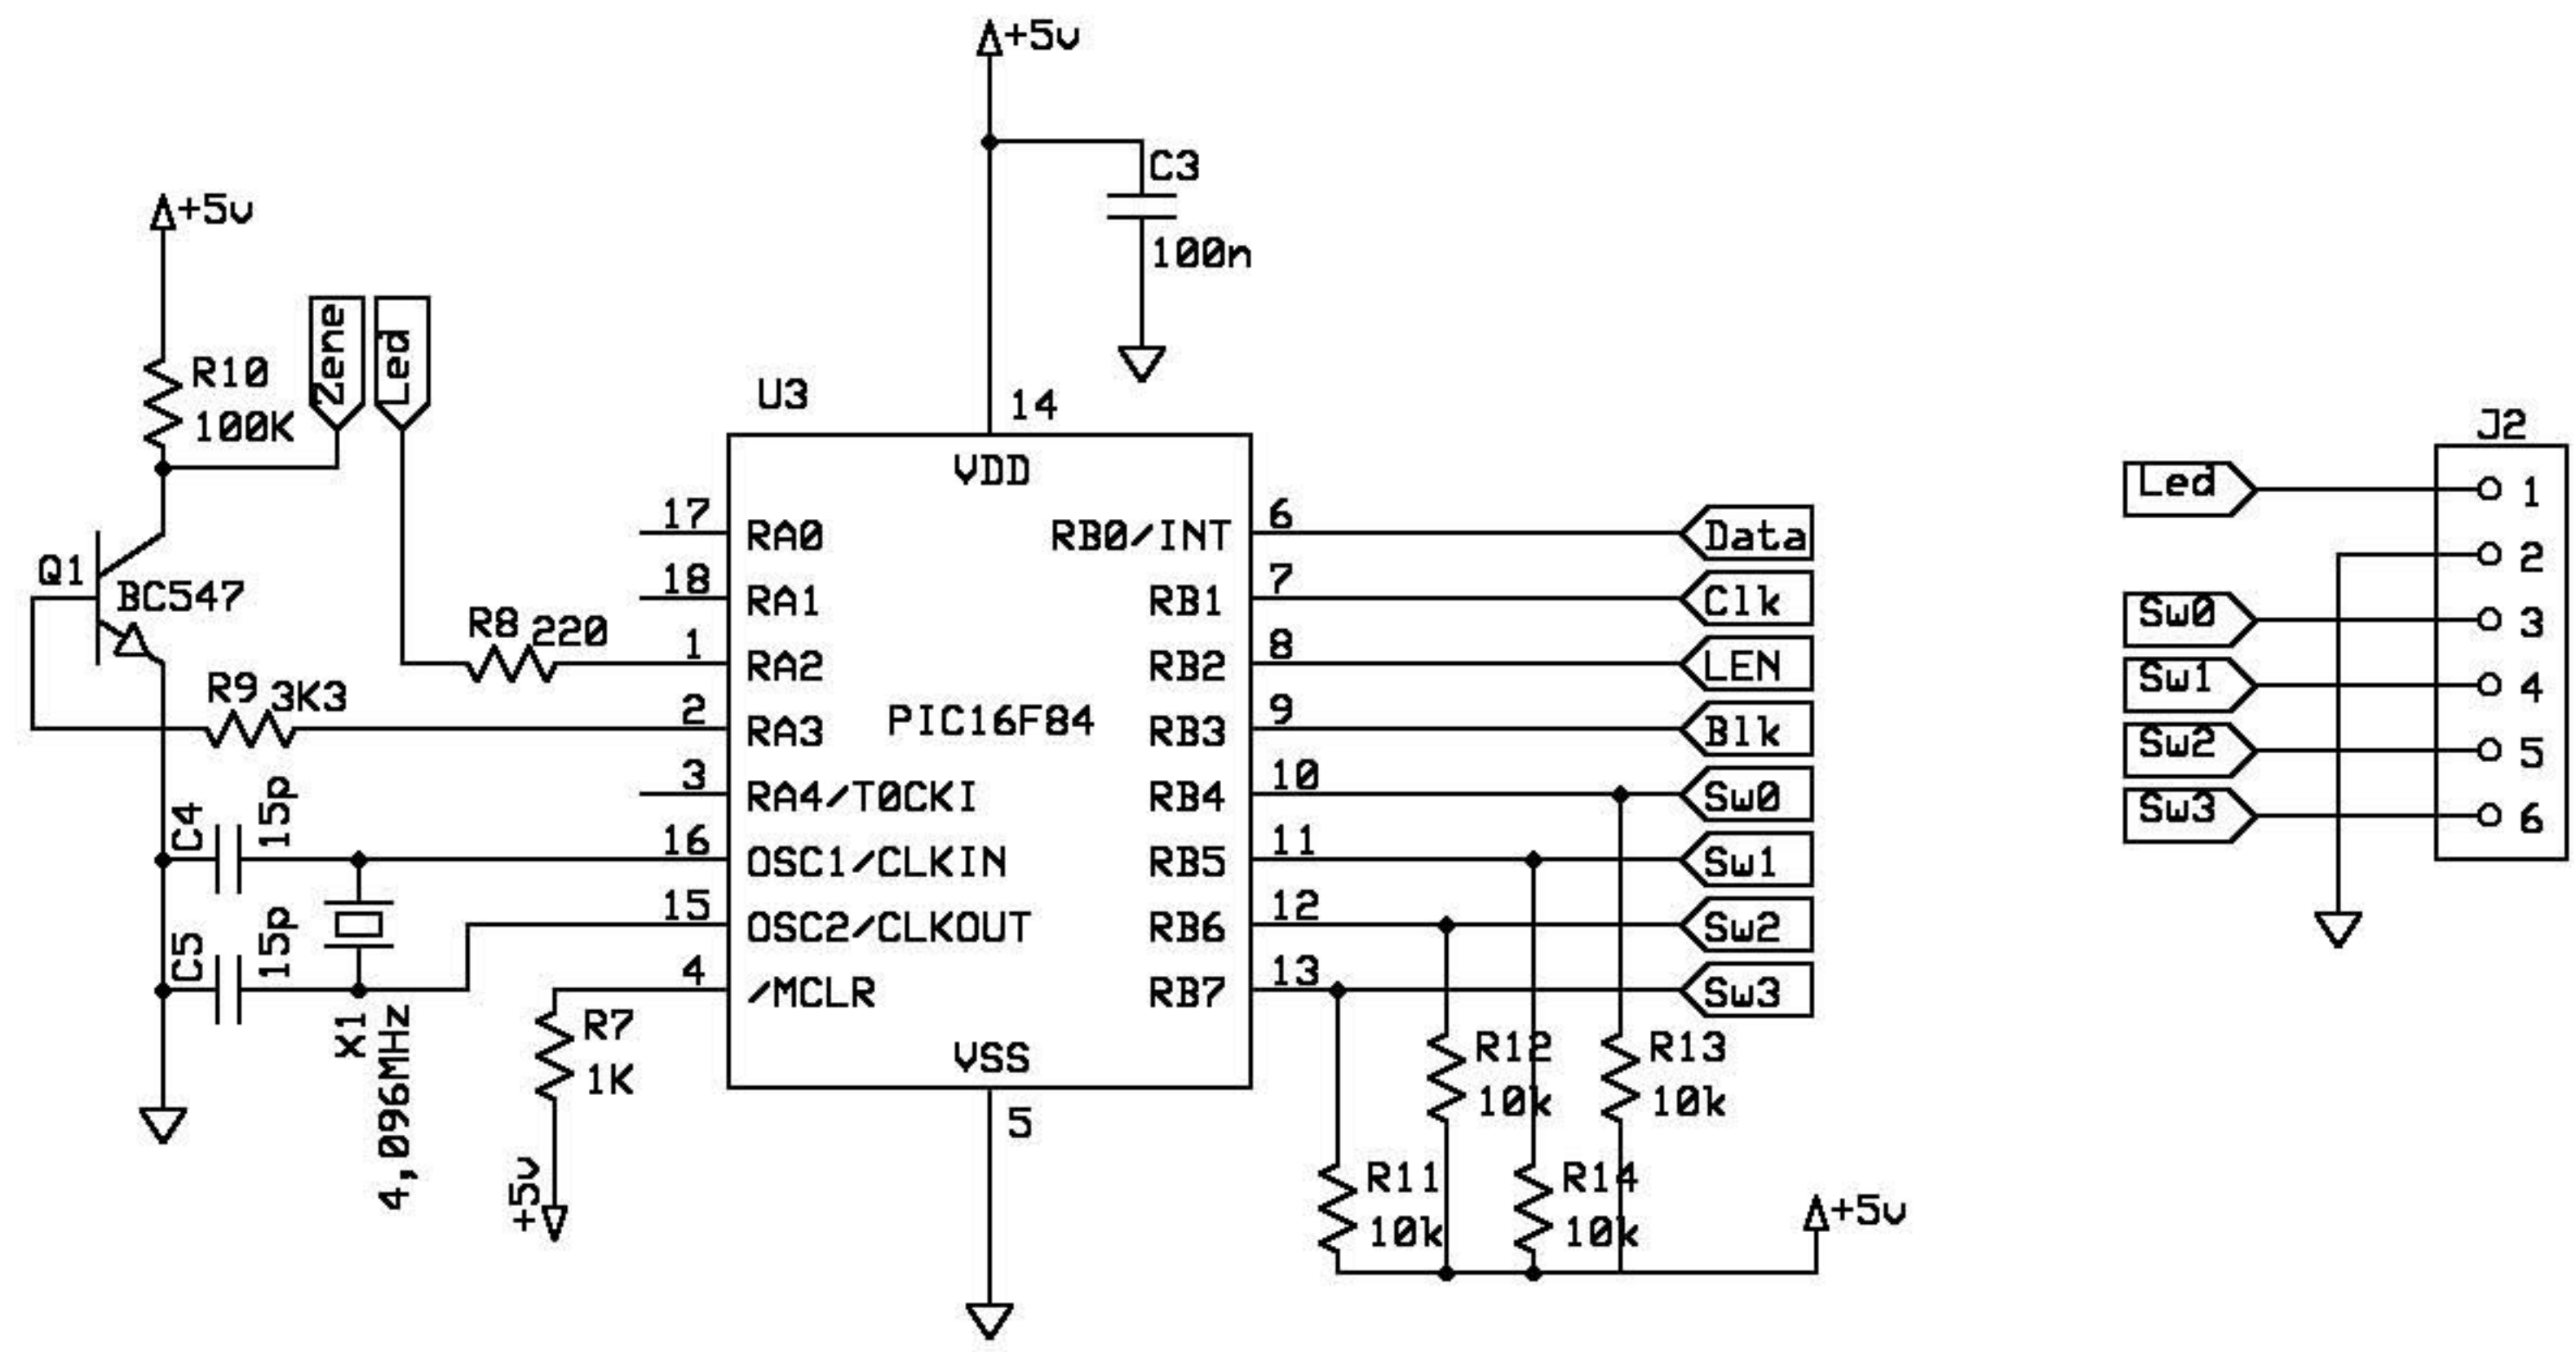 +5v
C3
100n
+5v
Zene
Led
R10
100K
Q1
BC547
R8 220
R9 3K3
C4
15p
C5
15p
X1
4,096MHz
R7
1K
+5v
U3
14
VDD
17 RA0
18 RA1
1 RA2
2 RA3
3 RA4/T0CKI
16 OSC1/CLKIN
15 OSC2/CLKOUT
4 /MCLR
PIC16F84
VSS
5
RB0/INT 6 Data
RB1 7 Clk
RB2 8 LEN
RB3 9 Blk
RB4 10 Sw0
RB5 11 Sw1
RB6 12 Sw2
RB7 13 Sw3
R12
10k
R13
10k
R11
10k
R14
10k
+5v
J2
Led 1
2
Sw0 3
Sw1 4
Sw2 5
Sw3 6